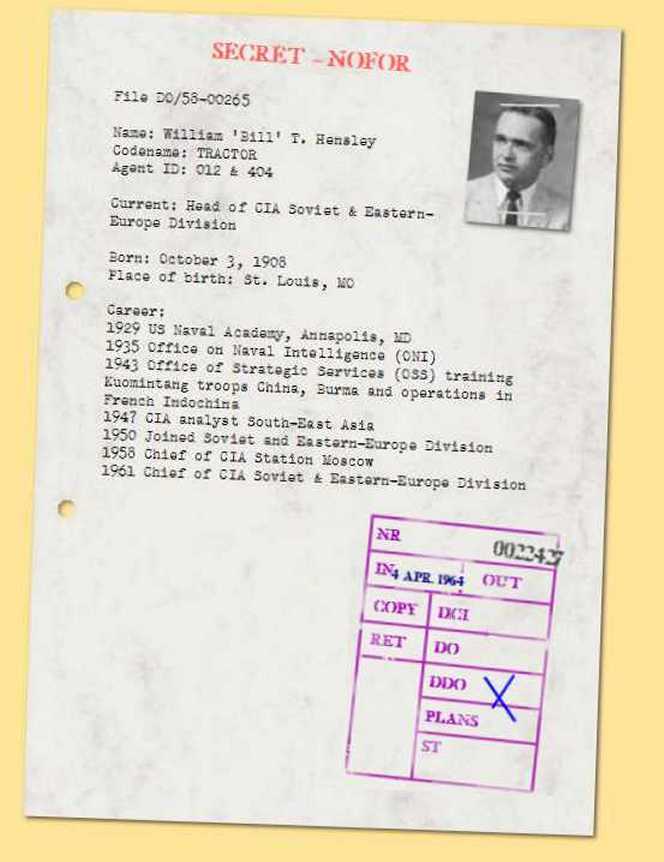 SECRET - NOFOR
File DO/58-00265
Name: William 'Bill' T. Hensley
Codename: TRACTOR
Agent ID: 012 & 404
Current: Head of CIA Soviet & Eastern-
Europe Division
Born: October 3, 1908
Place of birth: St. Louis, MO
Career:
1929 US Naval Academy, Annapolis, MD
1935 Office on Naval Intelligence (ONI)
1943 Office of Strategic Services (OSS) training
Kuomintang troops China, Burma and operations in
French Indochina
1947 CIA analyst South-East Asia
1950 Joined Soviet and Eastern-Europe Division
1958 Chief of CIA Station Moscow
1961 Chief of CIA Soviet & Eastern-Europe Division
NR 0022427
IN 4 APR. 1964 OUT
COPY DCI
RET DO
DDO X
PLANS
ST